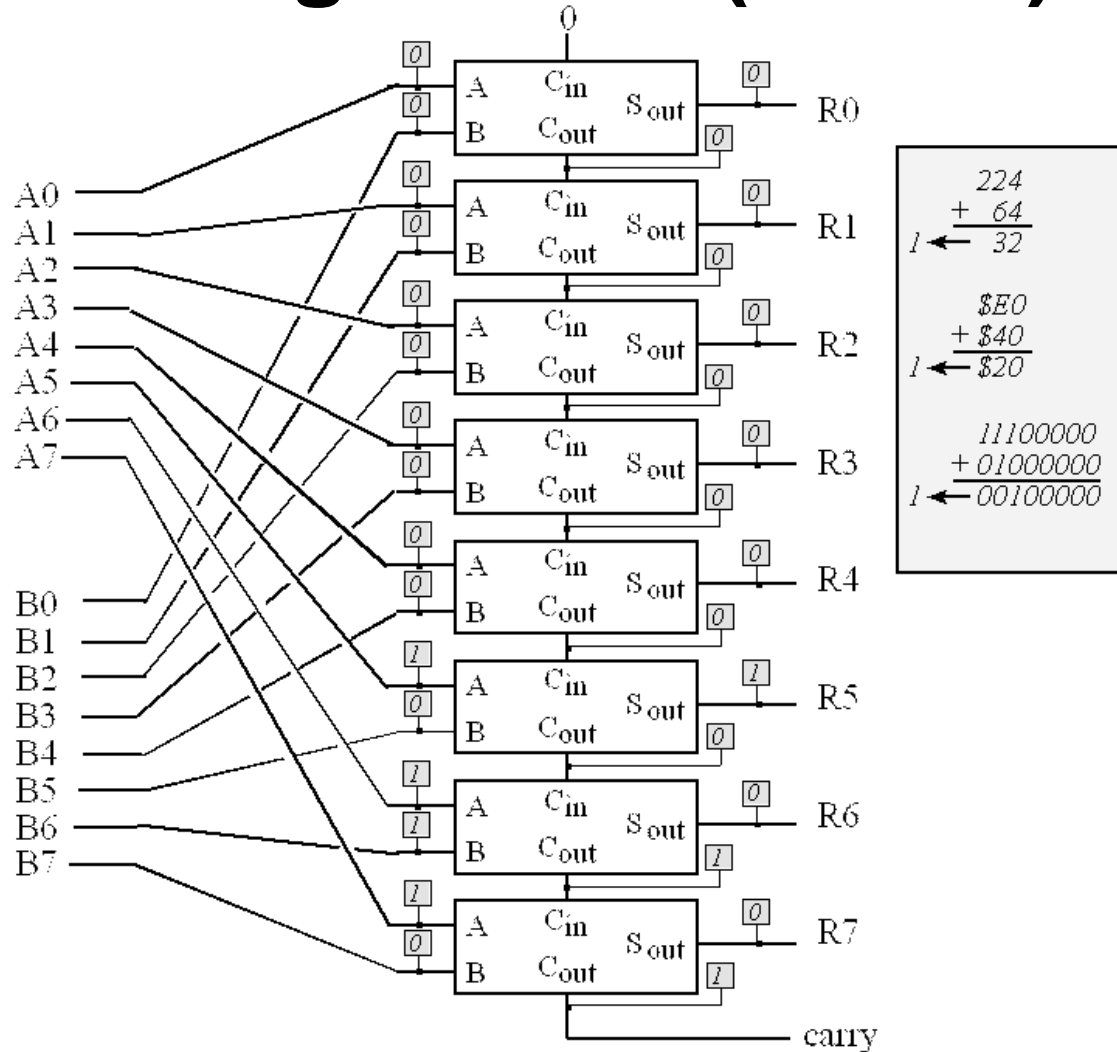 0
0
0
A Cin Sout
B Cout
0
R0
0
0
0
A Cin Sout
B Cout
0
R1
0
0
0
A Cin Sout
B Cout
0
R2
0
0
0
A Cin Sout
B Cout
0
R3
0
0
0
A Cin Sout
B Cout
0
R4
0
1
0
A Cin Sout
B Cout
1
R5
0
1
1
A Cin Sout
B Cout
0
R6
1
1
0
A Cin Sout
B Cout
0
R7
1
carry
A0
A1
A2
A3
A4
A5
A6
A7
B0
B1
B2
B3
B4
B5
B6
B7
224
+ 64
1 ← 32
$E0
+ $40
1 ← $20
11100000
+ 01000000
1 ← 00100000